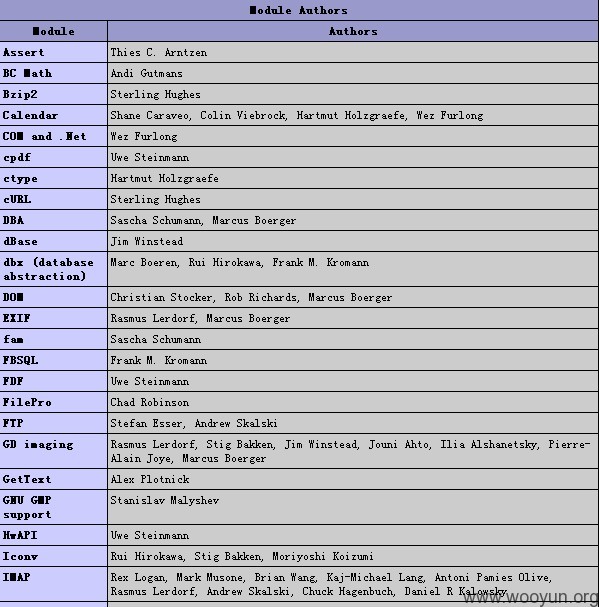 Module Authors
Module Authors
Assert Thies C. Arntzen
BC Math Andi Gutmans
Bzip2 Sterling Hughes
Calendar Shane Caraveo, Colin Viebrock, Hartmut Holzgraefe, Wez Furlong
COM and .Net Wez Furlong
cpdf Uwe Steinmann
ctype Hartmut Holzgraefe
cURL Sterling Hughes
DBA Sascha Schumann, Marcus Boerger
dBase Jim Winstead
dbx (database Marc Boeren, Rui Hirokawa, Frank M. Kromann
abstraction)
DOM Christian Stocker, Rob Richards, Marcus Boerger
EXIF Rasmus Lerdorf, Marcus Boerger
fam Sascha Schumann
FBSQL Frank M. Kromann
FDF Uwe Steinmann
FilePro Chad Robinson
FTP Stefan Esser, Andrew Skalski
GD imaging Rasmus Lerdorf, Stig Bakken, Jim Winstead, Jouni Ahto, Ilia Alshanetsky, Pierre-
Alain Joye, Marcus Boerger
GetText Alex Plotnick
GNU GMP Stanislav Malyshev
support
HwAPI Uwe Steinmann
Iconv Rui Hirokawa, Stig Bakken, Moriyoshi Koizumi
IMAP Rex Logan, Mark Musone, Brian Wang, Kaj-Michael Lang, Antoni Pamies Olive,
Rasmus Lerdorf, Andrew Skalski, Chuck Hagenbuch, Daniel R Kalowsky
www.wooyun.org